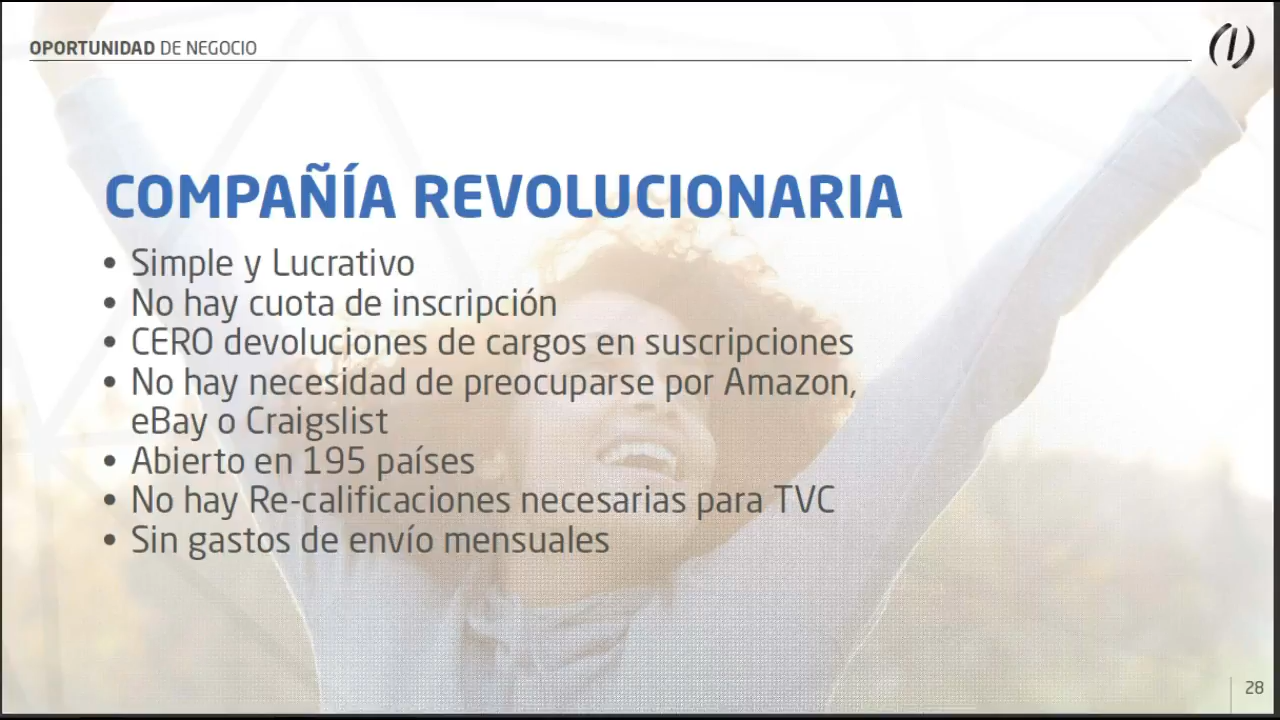 OPORTUNIDAD DE NEGOCIO
COMPAÑÍA REVOLUCIONARIA
• Simple y Lucrativo
• No hay cuota de inscripción
• CERO devoluciones de cargos en suscripciones
• No hay necesidad de preocuparse por Amazon,
eBay o Craigslist
• Abierto en 195 países
• No hay Re-calificaciones necesarias para TVC
• Sin gastos de envío mensuales
28